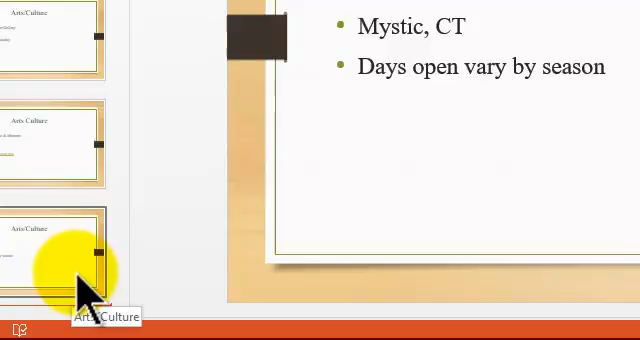 Arts/Culture
Arts Culture
Arts/Culture
Arts/Culture
Mystic, CT
Days open vary by season